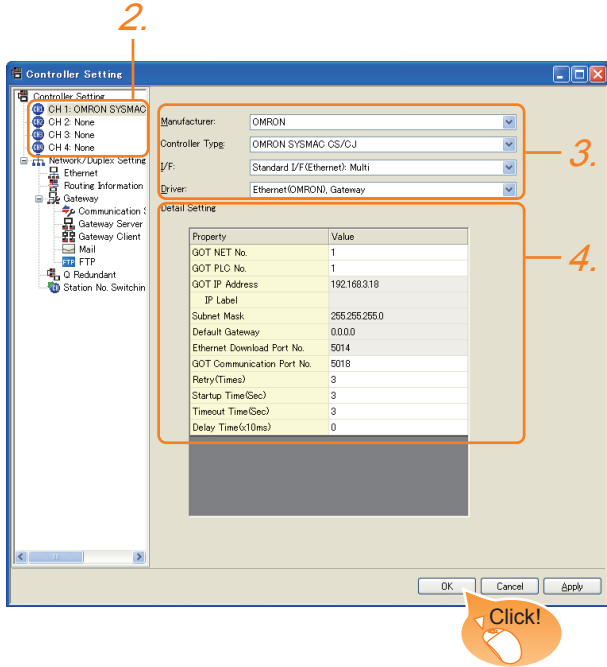 2.
Controller Setting
Controller Setting
CH 1: OMRON SYSMAC
CH 2: None
CH 3: None
CH 4: None
Network/Duplex Setting
Ethernet
Routing Information
Gateway
Communication S
Gateway Server
Gateway Client
Mail
FTP FTP
Q Redundant
Station No. Switchin
Manufacturer: OMRON
Controller Type: OMRON SYSMAC CS/CJ
I/F: Standard I/F(Ethernet): Multi
Driver: Ethernet(OMRON), Gateway
3.
Detail Setting
4.
Property Value
GOT NET No. 1
GOT PLC No. 1
GOT IP Address 192.168.3.18
IP Label
Subnet Mask 255.255.255.0
Default Gateway 0.0.0.0
Ethernet Download Port No. 5014
GOT Communication Port No. 5018
Retry(Times) 3
Startup Time(Sec) 3
Timeout Time(Sec) 3
Delay Time(x10ms) 0
OK Cancel Apply
Click!